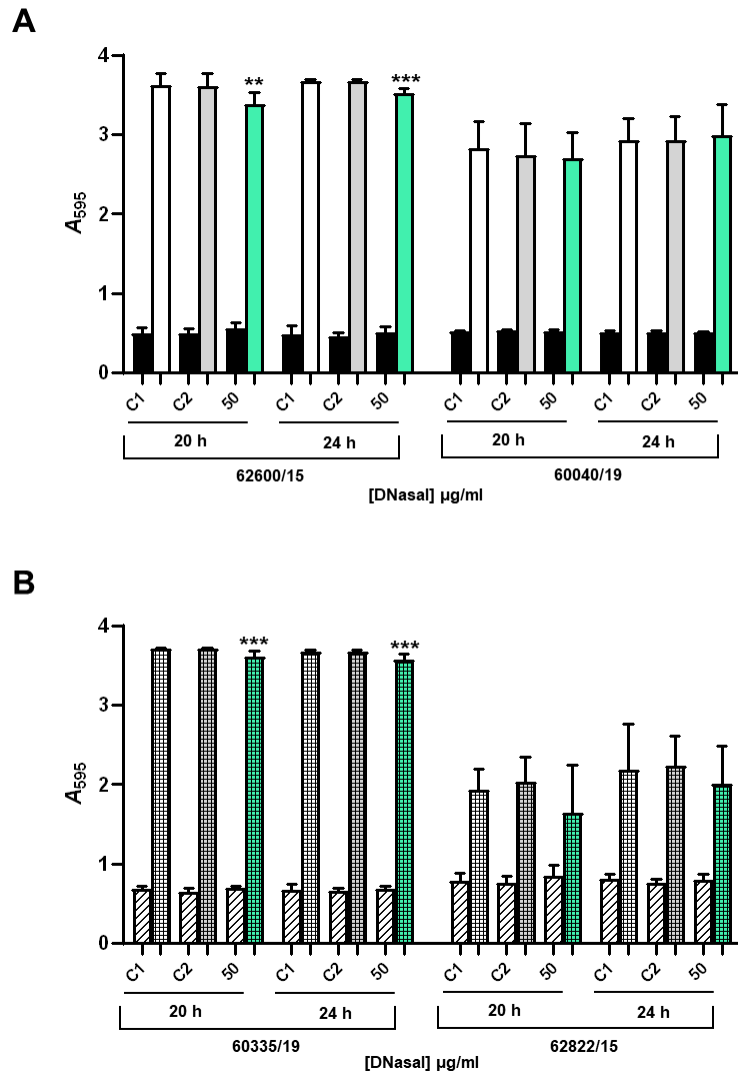 A
4
** ***
3
A595
2
1
0
C1 C2 50 C1 C2 50 C1 C2 50 C1 C2 50
20 h 24 h 20 h 24 h
62600/15 60040/19
[DNasaI] µg/ml
B
4
*** ***
3
A595
2
1
0
C1 C2 50 C1 C2 50 C1 C2 50 C1 C2 50
20 h 24 h 20 h 24 h
60335/19 62822/15
[DNasaI] µg/ml